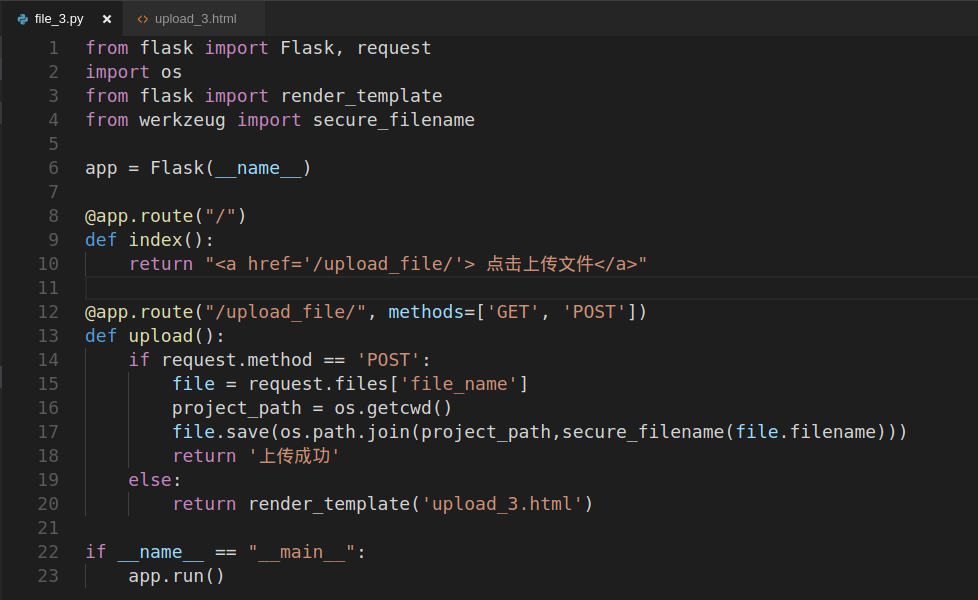 file_3.py × <> upload_3.html
1 from flask import Flask, request
2 import os
3 from flask import render_template
4 from werkzeug import secure_filename
5
6 app = Flask(__name__)
7
8 @app.route("/")
9 def index():
10     return "<a href='/upload_file/'> 点击上传文件</a>"
11
12 @app.route("/upload_file/", methods=['GET', 'POST'])
13 def upload():
14     if request.method == 'POST':
15         file = request.files['file_name']
16         project_path = os.getcwd()
17         file.save(os.path.join(project_path,secure_filename(file.filename)))
18         return '上传成功'
19     else:
20         return render_template('upload_3.html')
21
22 if __name__ == "__main__":
23     app.run()